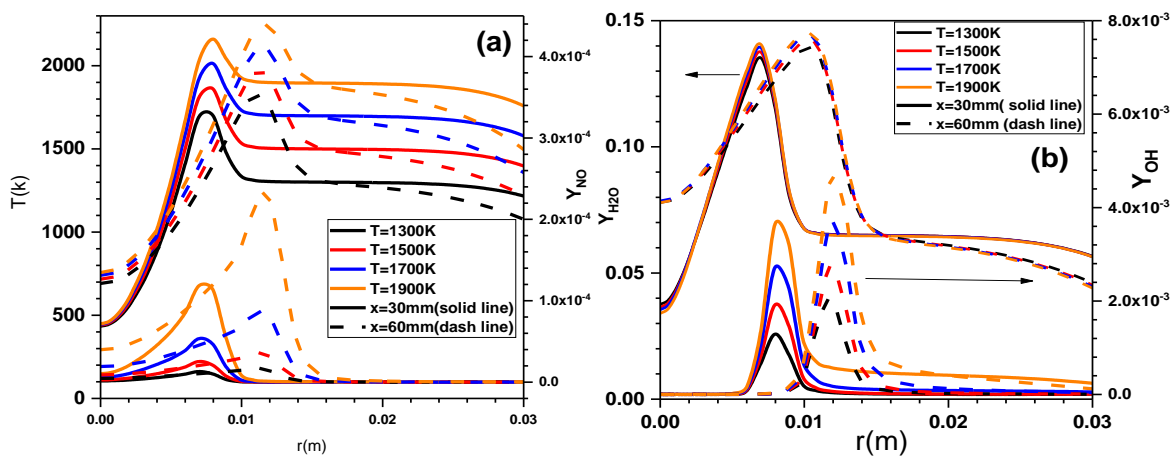 (a)
T(k)
2000
1500
1000
500
0
4.0x10⁻⁴
3.0x10⁻⁴
2.0x10⁻⁴
1.0x10⁻⁴
0.0
Y_NO
T=1300K
T=1500K
T=1700K
T=1900K
x=30mm(solid line)
x=60mm(dash line)
0.00 0.01 0.02 0.03
r(m)
(b)
Y_H2O
0.15
0.10
0.05
0.00
8.0x10⁻³
6.0x10⁻³
4.0x10⁻³
2.0x10⁻³
0.0
Y_OH
T=1300K
T=1500K
T=1700K
T=1900K
x=30mm( solid line)
x=60mm (dash line)
0.00 0.01 0.02 0.03
r(m)